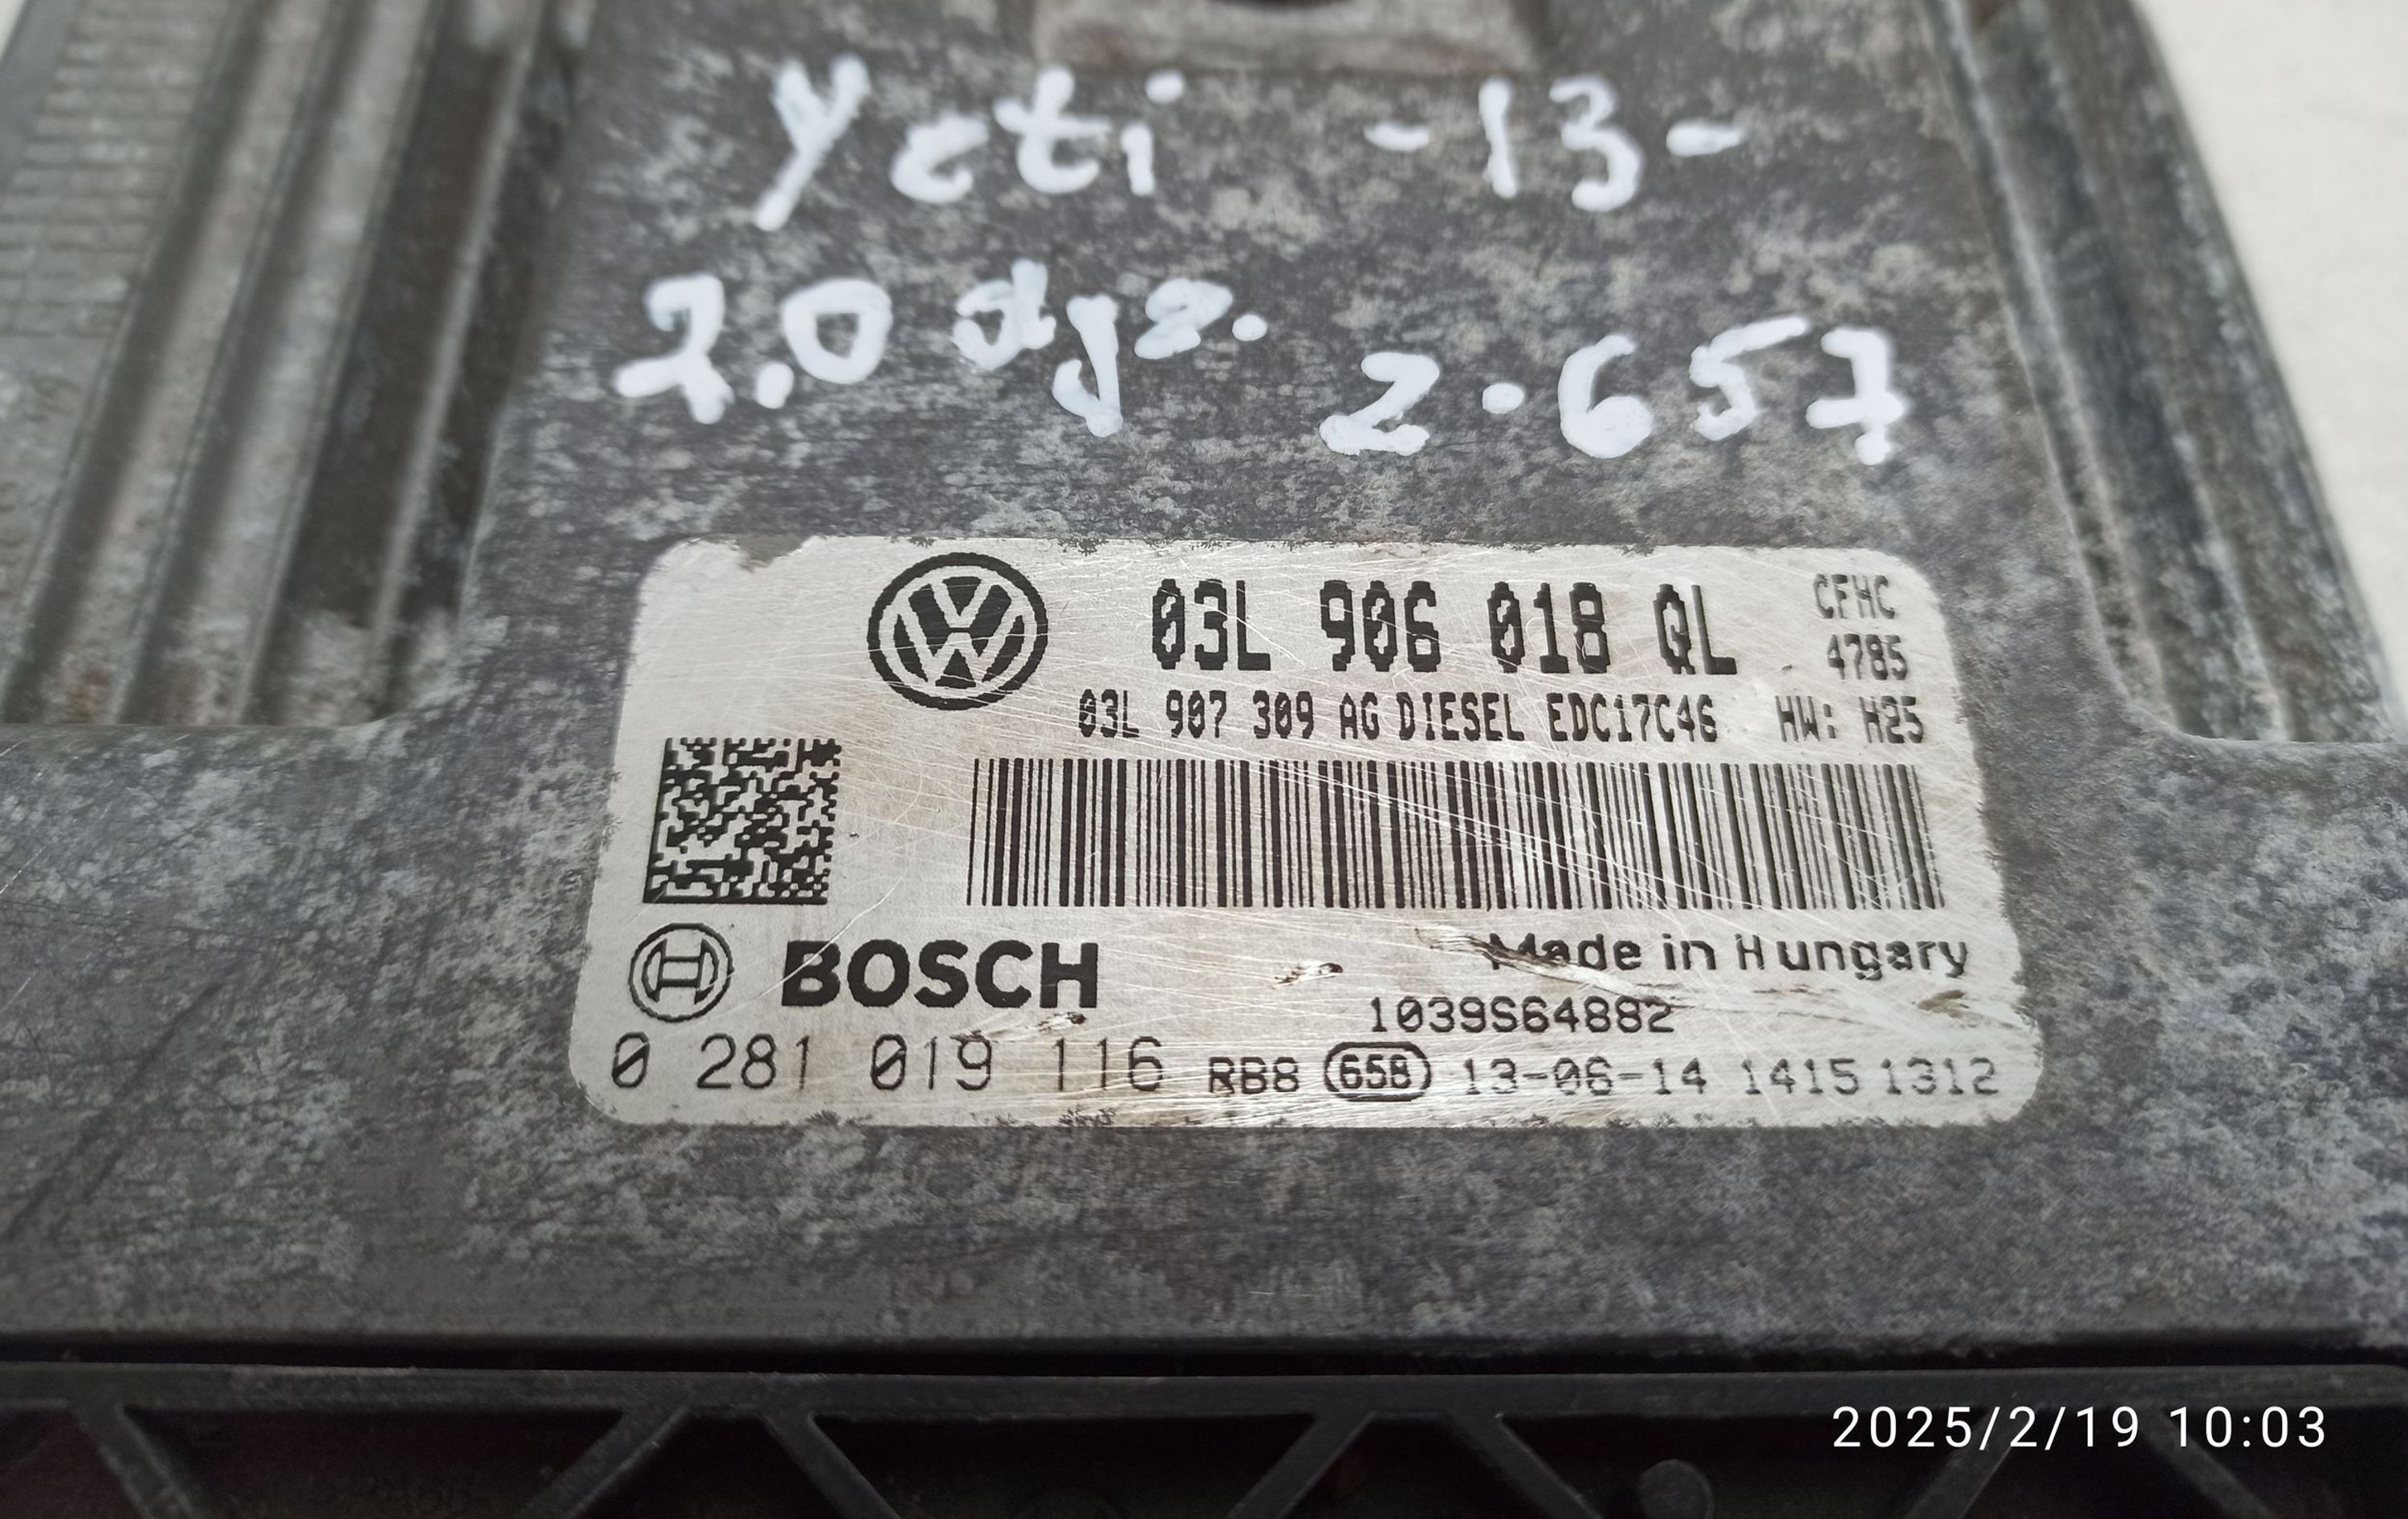 Yeti -13-
2.0 dyz. Z.657
03L 906 018 QL CFHC
4785
03L 907 309 AG DIESEL EDC17C46 HW: H25
BOSCH
Made in Hungary
1039S64882
0 281 019 116 RB8 658 13-06-14 1415 1312
2025/2/19 10:03